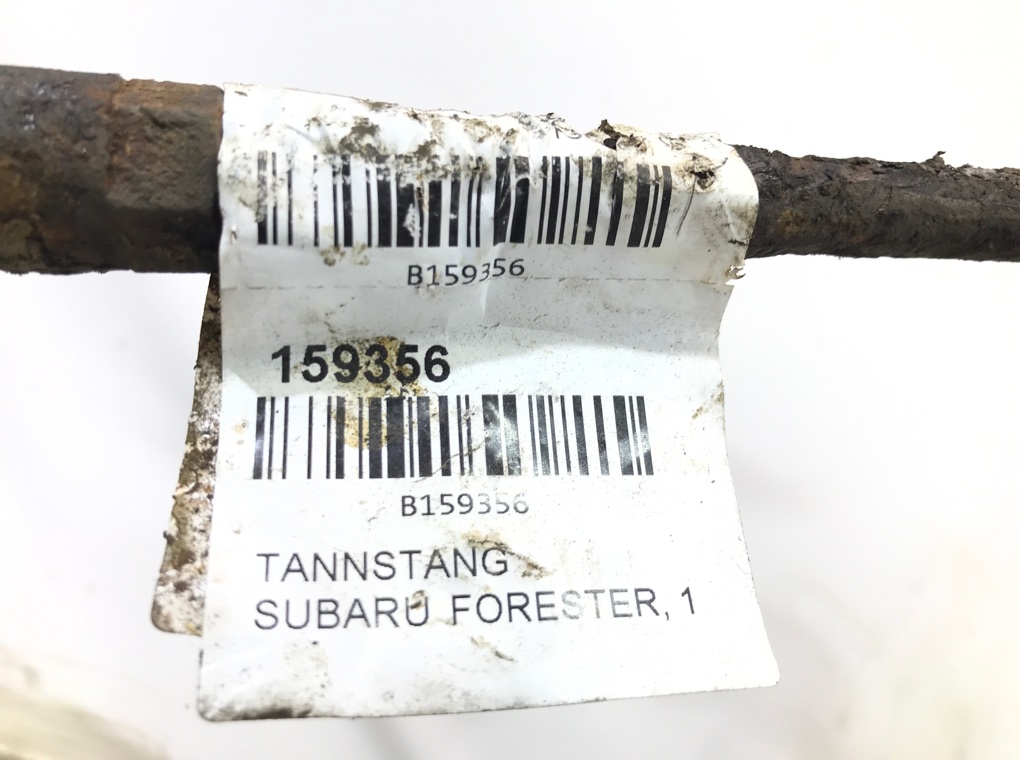 B159356
159356
B159356
TANNSTANG
SUBARU FORESTER, 1